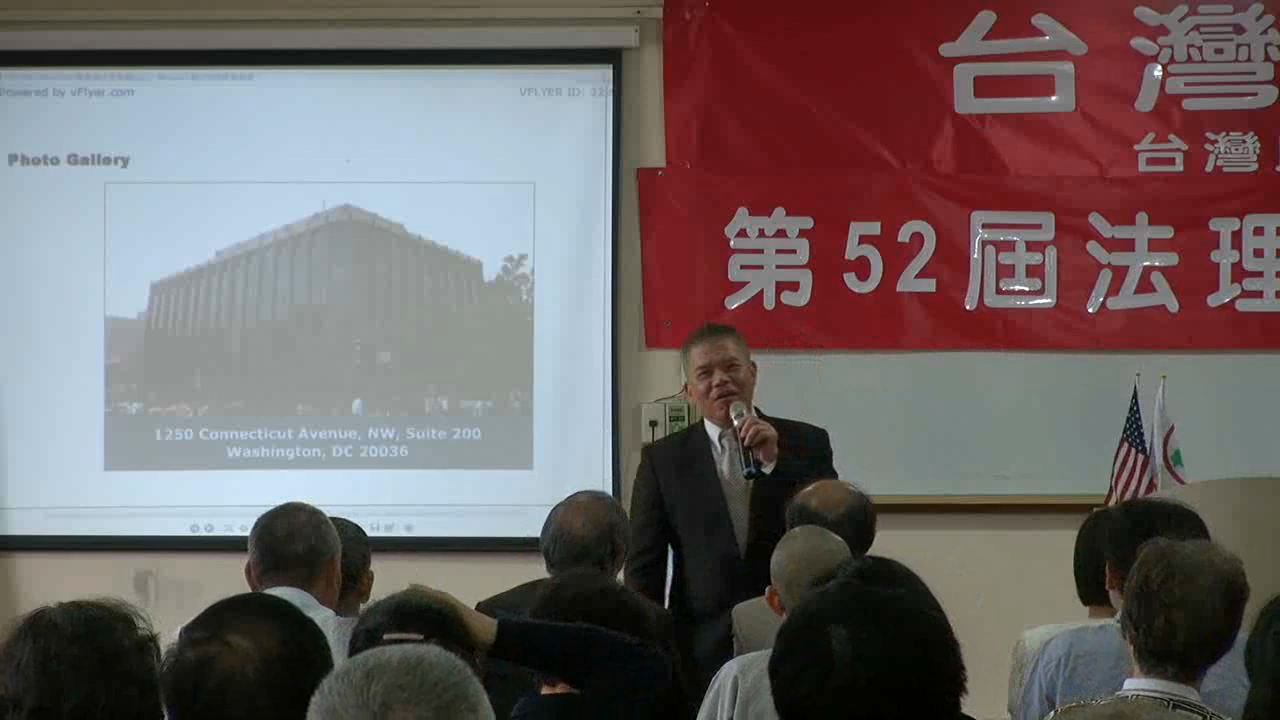 Powered by vFlyer.com
VFLYER ID:
Photo Gallery
1250 Connecticut Avenue, NW, Suite 200
Washington, DC 20036
台灣
台灣
第52屆法理